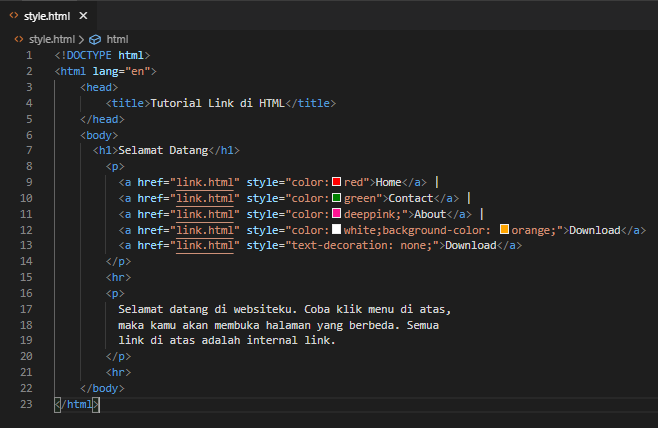 style.html ×
style.html > html
1 <!DOCTYPE html>
2 <html lang="en">
3     <head>
4         <title>Tutorial Link di HTML</title>
5     </head>
6     <body>
7       <h1>Selamat Datang</h1>
8         <p>
9           <a href="link.html" style="color:red">Home</a> |
10           <a href="link.html" style="color:green">Contact</a> |
11           <a href="link.html" style="color:deeppink;">About</a> |
12           <a href="link.html" style="color:white;background-color: orange;">Download</a>
13           <a href="link.html" style="text-decoration: none;">Download</a>
14         </p>
15         <hr>
16         <p>
17           Selamat datang di websiteku. Coba klik menu di atas,
18           maka kamu akan membuka halaman yang berbeda. Semua
19           link di atas adalah internal link.
20         </p>
21         <hr>
22     </body>
23 </html>